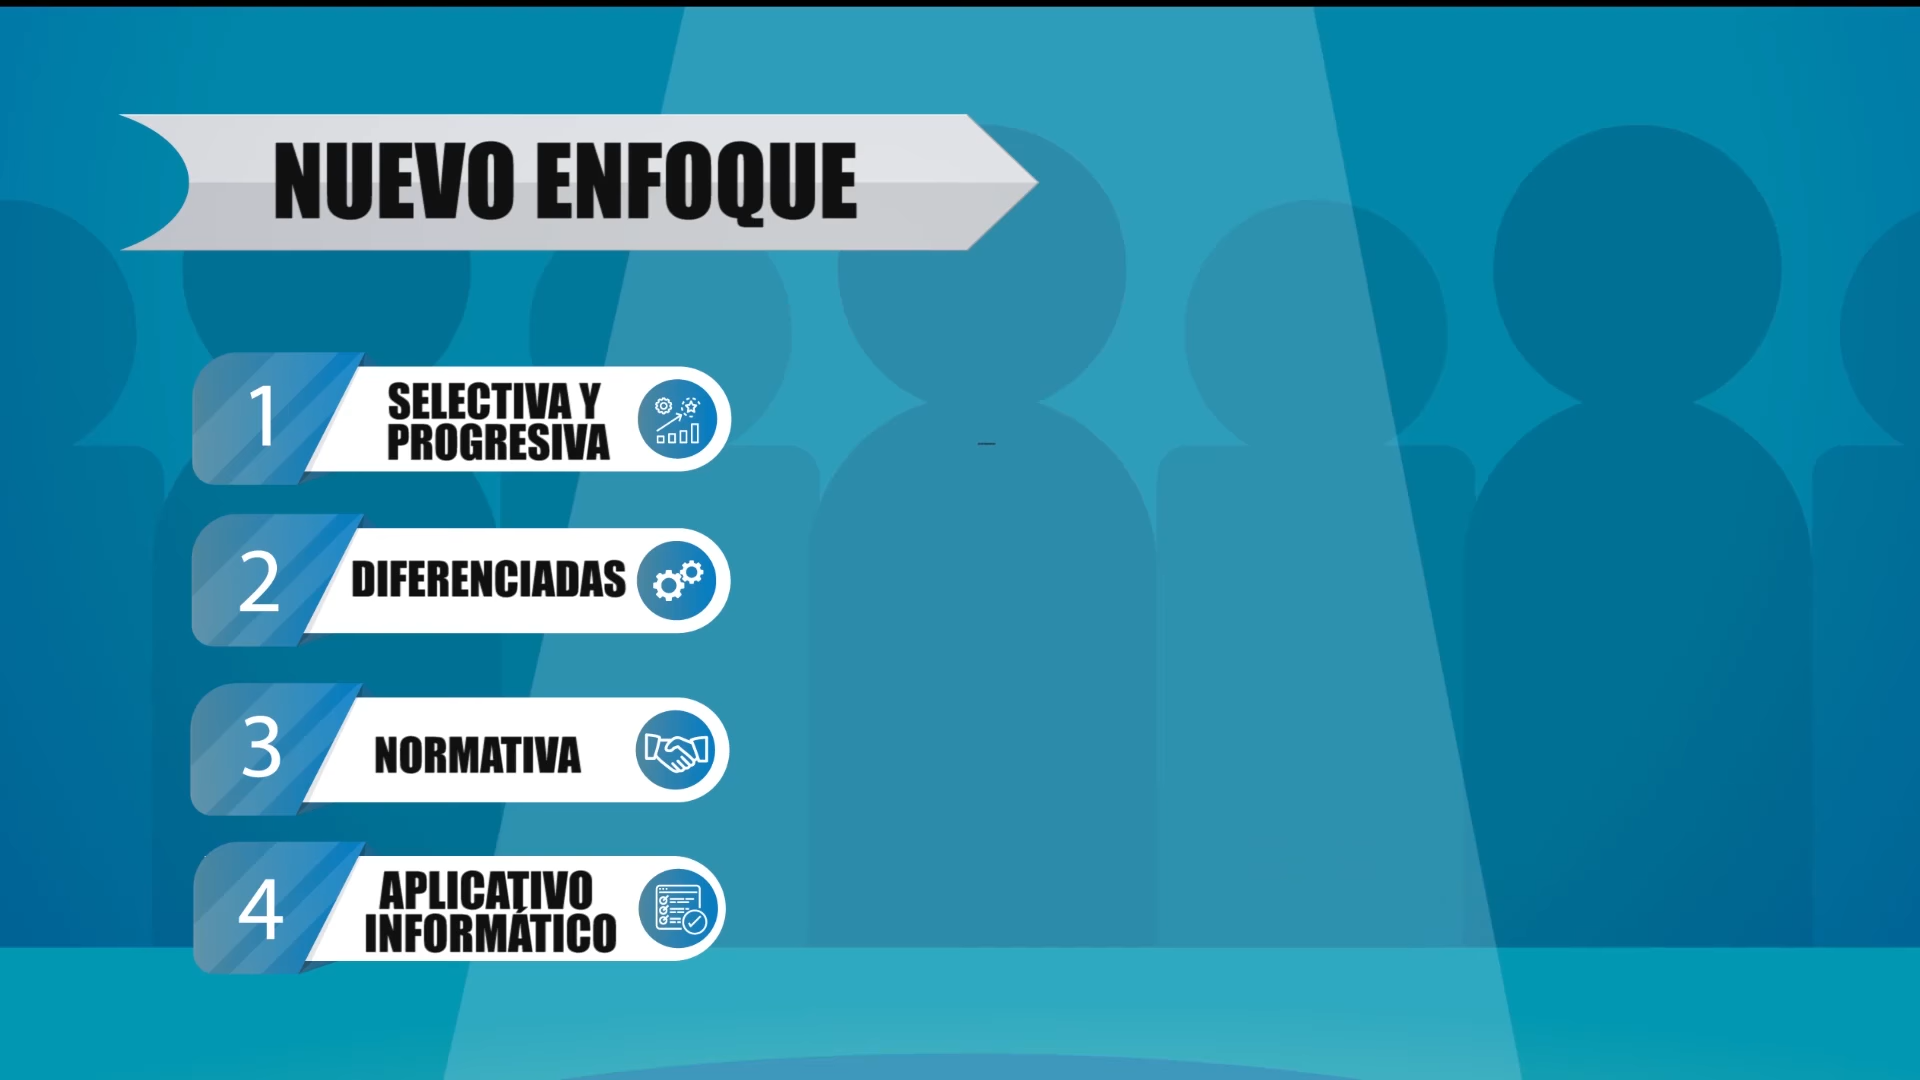 NUEVO ENFOQUE
1
SELECTIVA Y
PROGRESIVA
2
DIFERENCIADAS
3
NORMATIVA
4
APLICATIVO
INFORMÁTICO